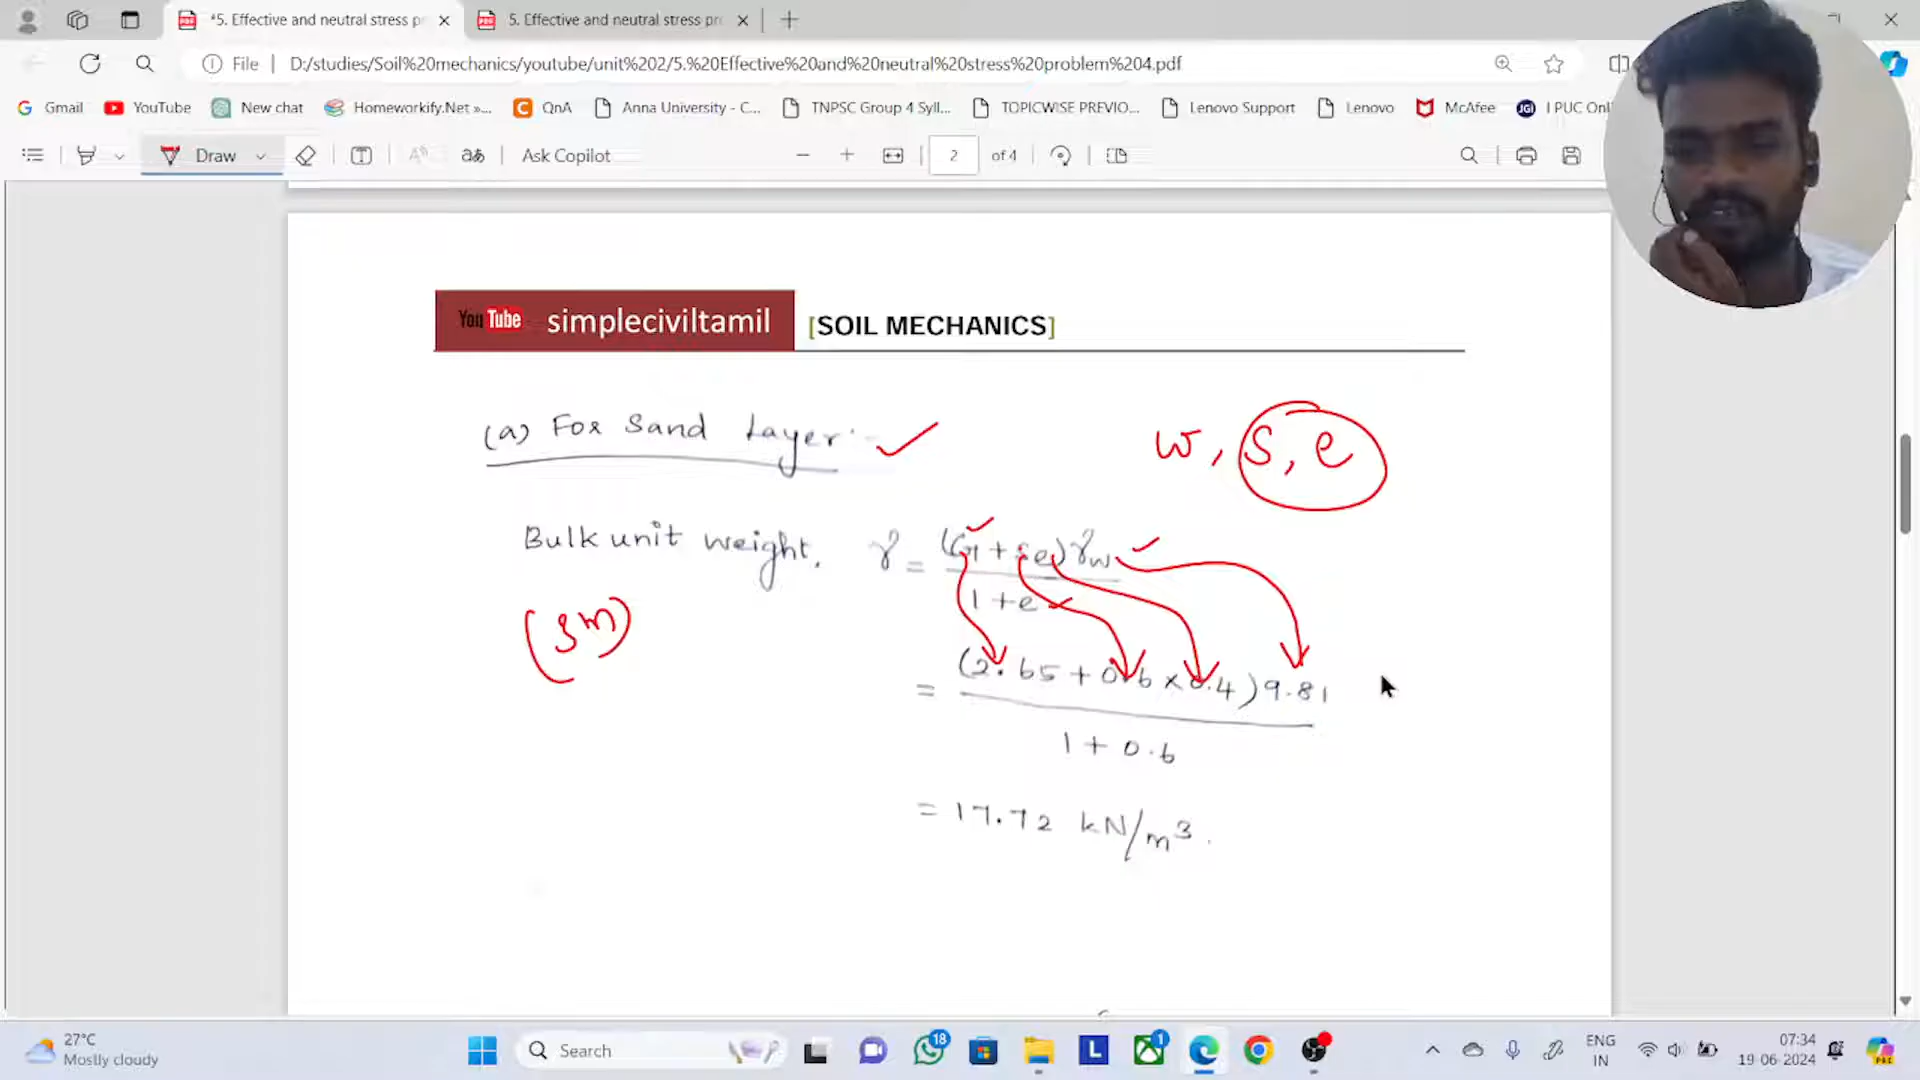 *5. Effective and neutral stress pr
5. Effective and neutral stress pr
File
D:/studies/Soil%20mechanics/youtube/unit%202/5.%20Effective%20and%20neutral%20stress%20problem%204.pdf
Gmail
YouTube
New chat
Homeworkify.Net »...
QnA
Anna University - C...
TNPSC Group 4 Syll...
TOPICWISE PREVIO...
Lenovo Support
Lenovo
McAfee
I PUC Onl
Draw
Ask Copilot
2 of 4
YouTube simpleciviltamil [SOIL MECHANICS]
(a) For Sand Layer:-
w, s, e
Bulk unit weight. γ = (G + se)γw
1 + e
(3m)
= (2.65 + 0.6 × 0.4) 9.81
1 + 0.6
= 17.72 kN/m³.
27°C
Mostly cloudy
Search
18
1
ENG
IN
07:34
19-06-2024